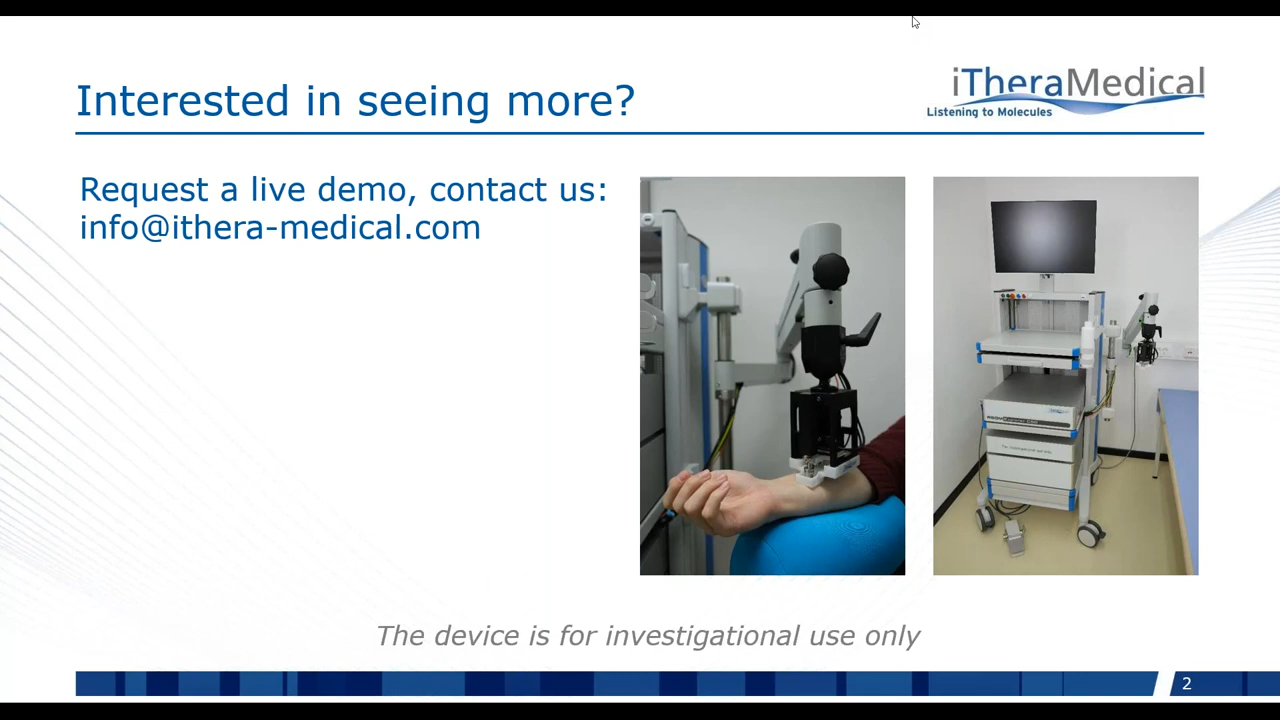 Interested in seeing more?
iTheraMedical
Listening to Molecules
Request a live demo, contact us:
info@ithera-medical.com
The device is for investigational use only
2